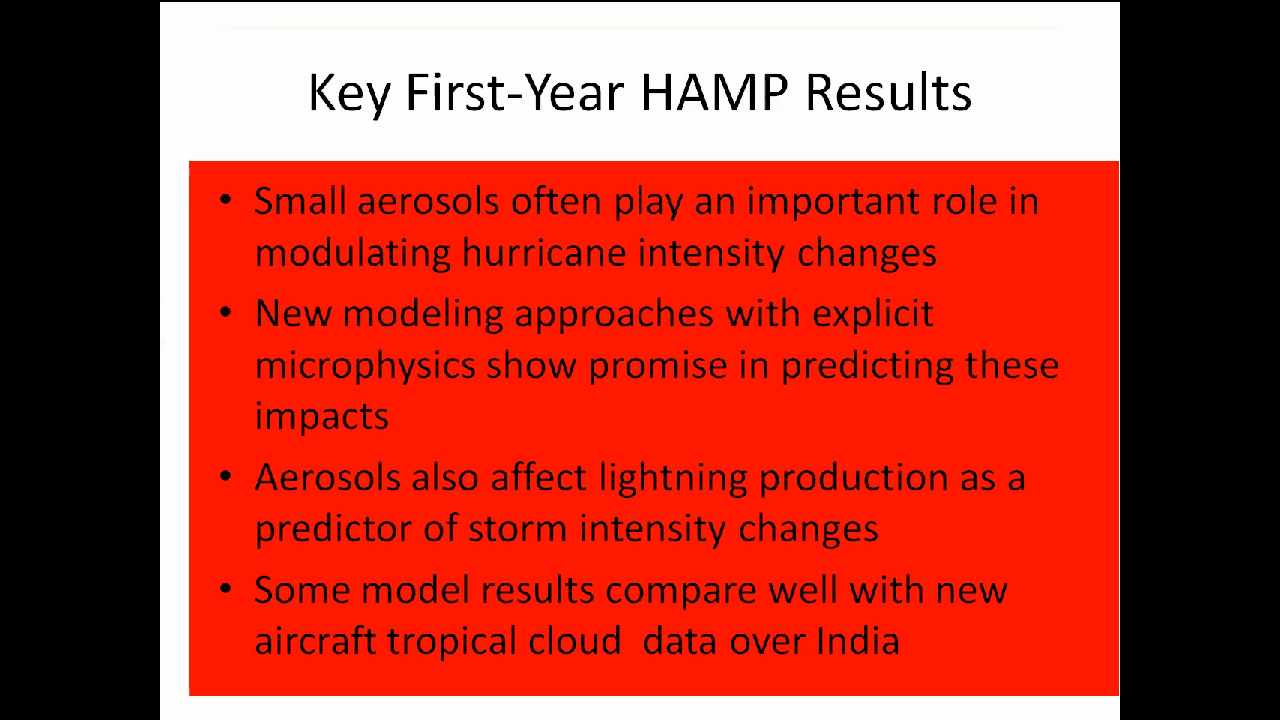 Key First-Year HAMP Results
• Small aerosols often play an important role in
modulating hurricane intensity changes
• New modeling approaches with explicit
microphysics show promise in predicting these
impacts
• Aerosols also affect lightning production as a
predictor of storm intensity changes
• Some model results compare well with new
aircraft tropical cloud  data over India